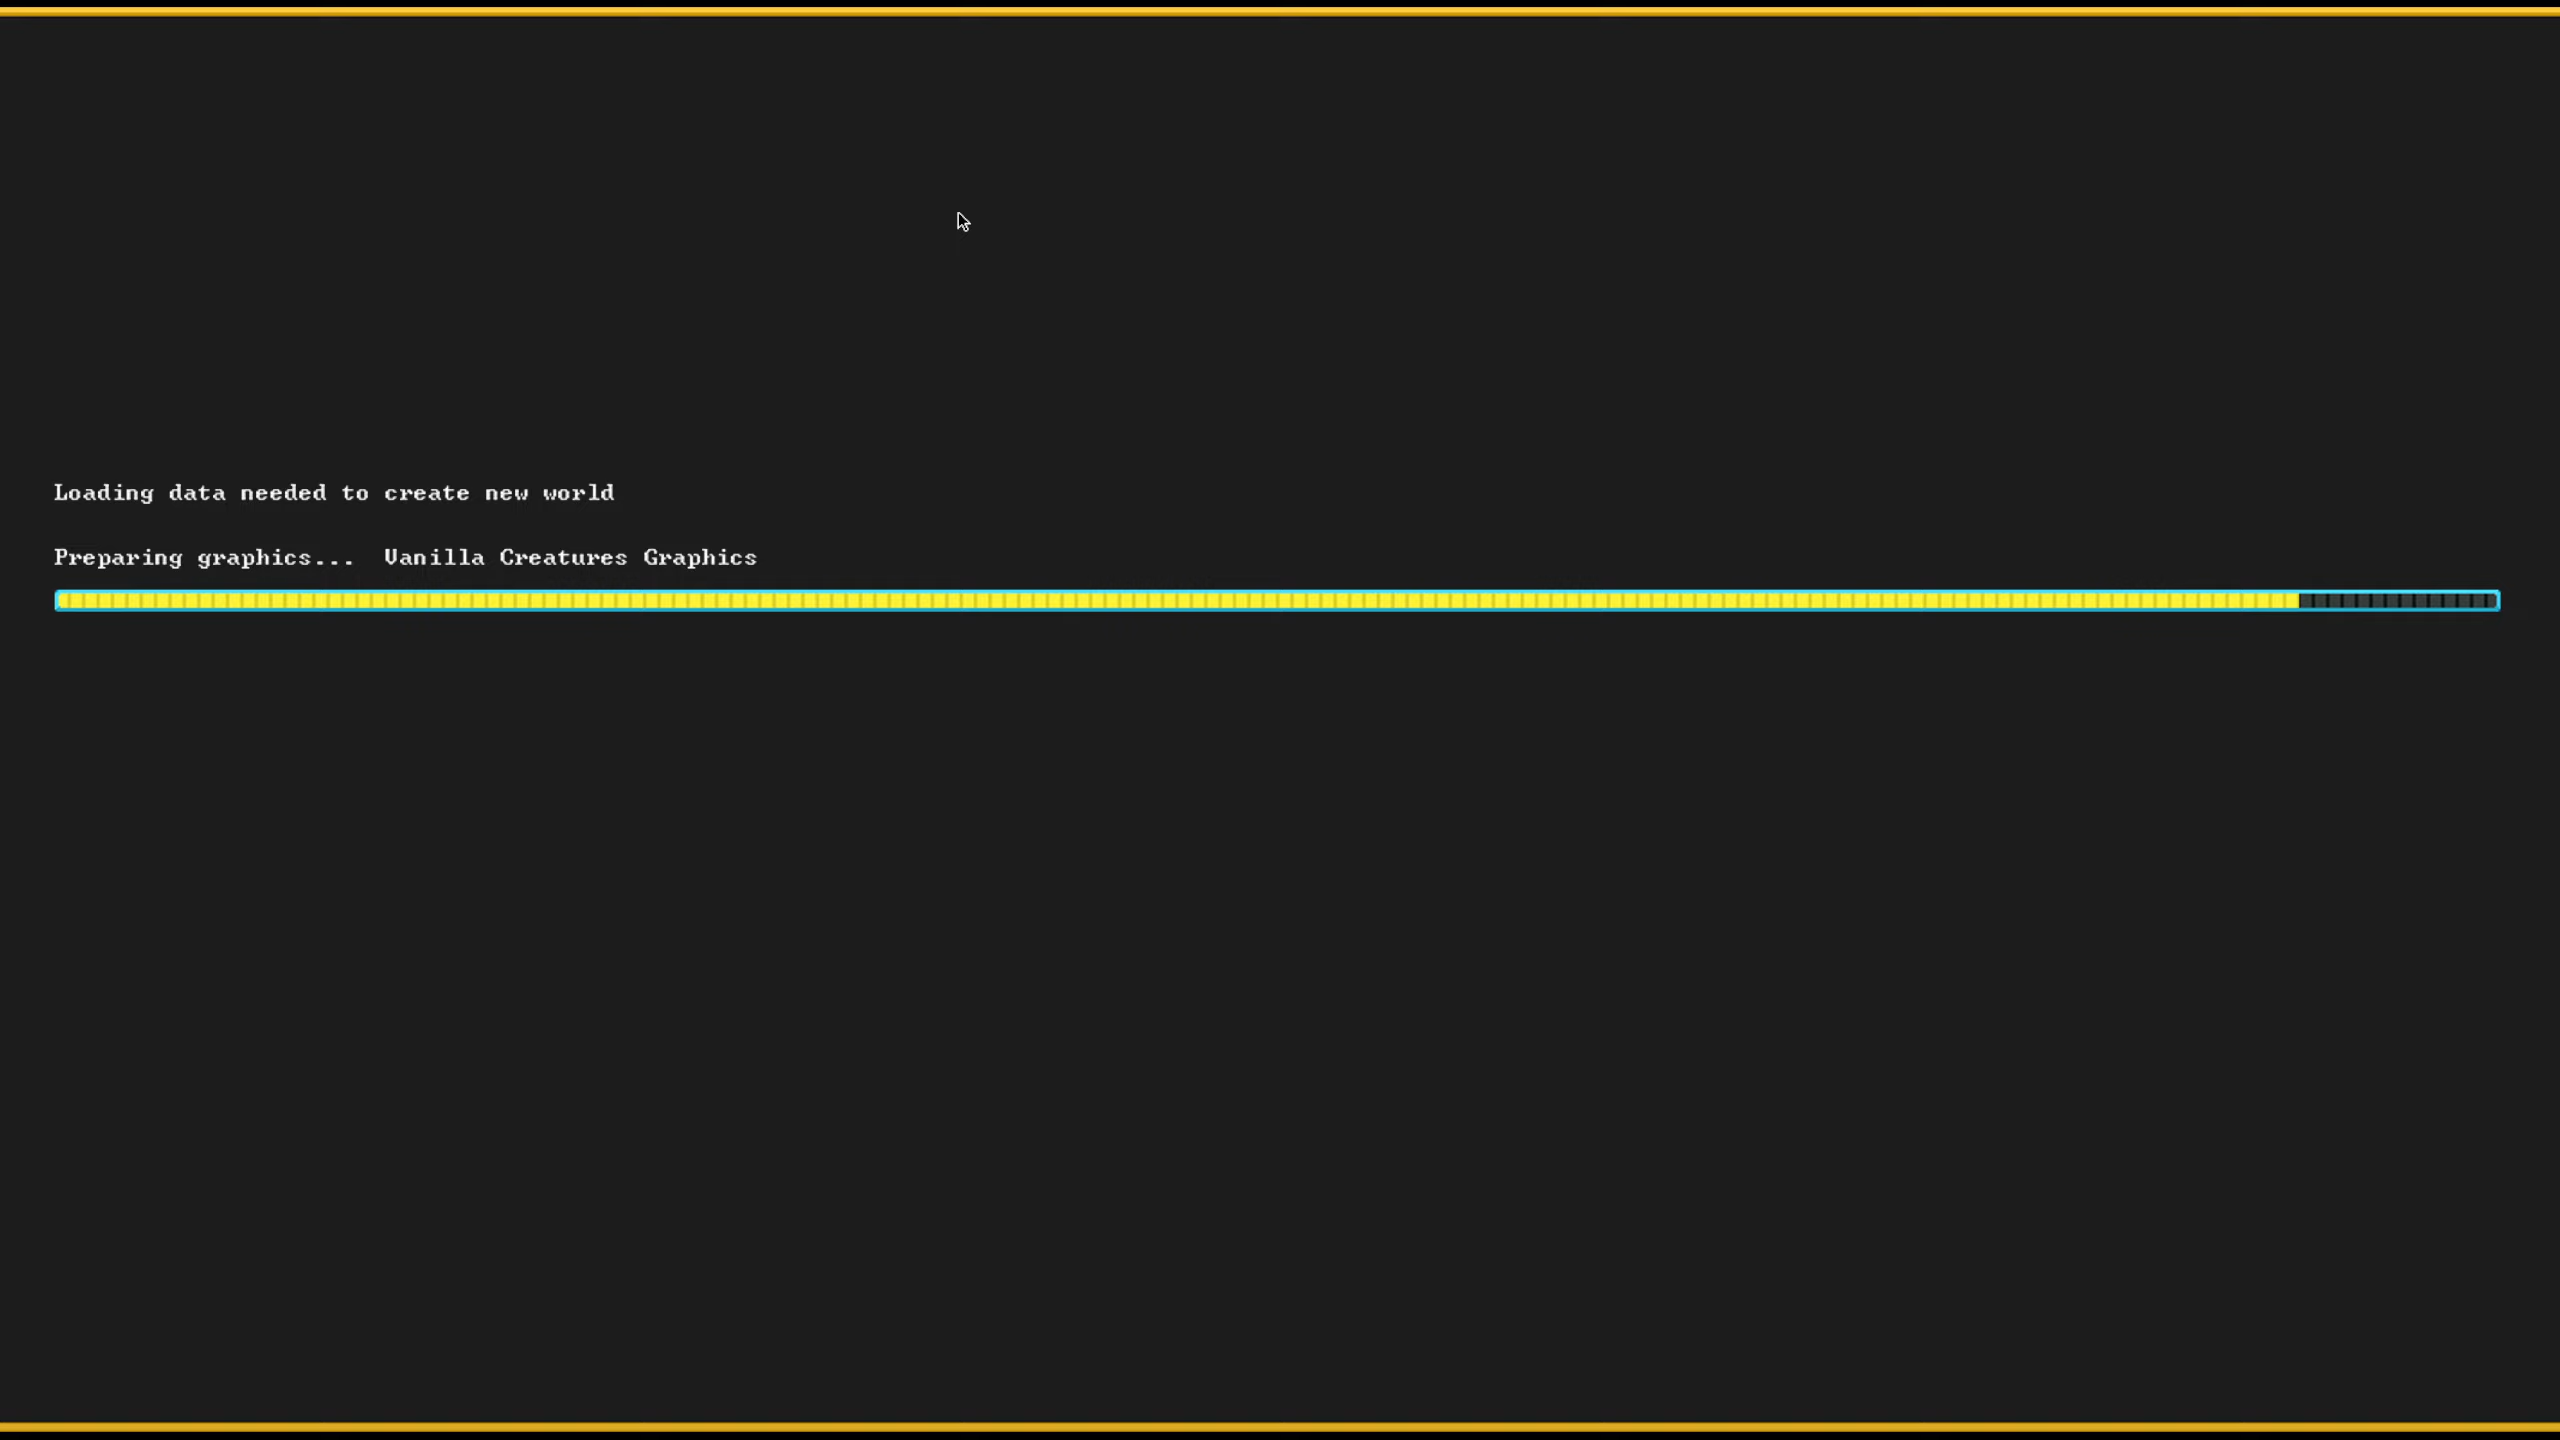 Loading data needed to create new world
Preparing graphics...  Vanilla Creatures Graphics